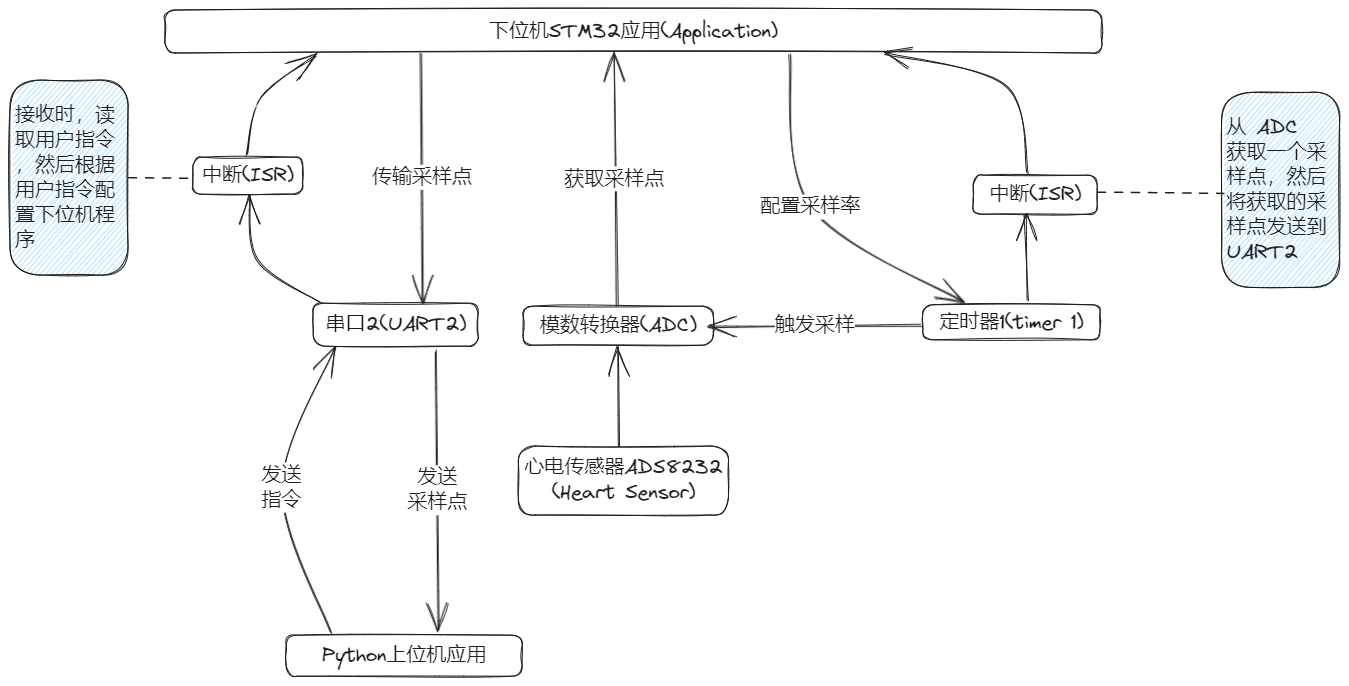 下位机STM32应用(Application)
接收时，读
取用户指令
，然后根据
用户指令配
置下位机程
序
中断(ISR)
传输采样点
获取采样点
配置采样率
中断(ISR)
从 ADC
获取一个采
样点，然后
将获取的采
样点发送到
UART2
串口2(UART2)
模数转换器(ADC)
触发采样
定时器1(timer 1)
心电传感器ADS8232
(Heart Sensor)
发送
指令
发送
采样点
Python上位机应用